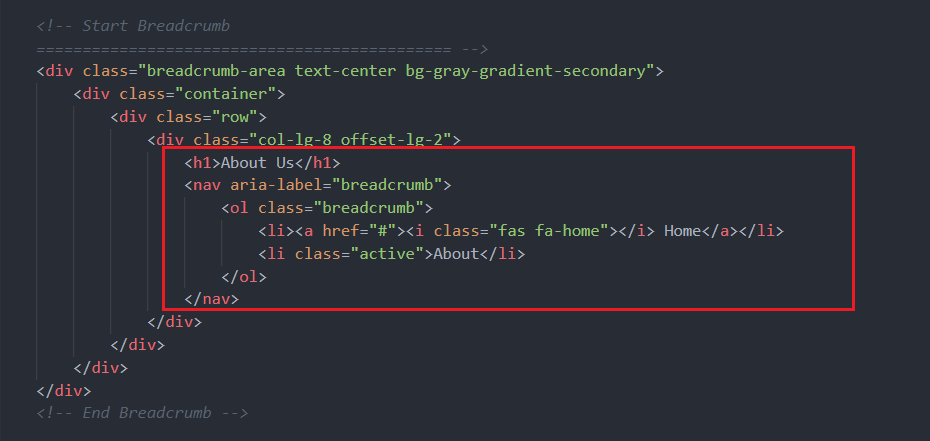 <!-- Start Breadcrumb
============================================= -->
<div class="breadcrumb-area text-center bg-gray-gradient-secondary">
<div class="container">
<div class="row">
<div class="col-lg-8 offset-lg-2">
<h1>About Us</h1>
<nav aria-label="breadcrumb">
<ol class="breadcrumb">
<li><a href="#"><i class="fas fa-home"></i> Home</a></li>
<li class="active">About</li>
</ol>
</nav>
</div>
</div>
</div>
</div>
<!-- End Breadcrumb -->